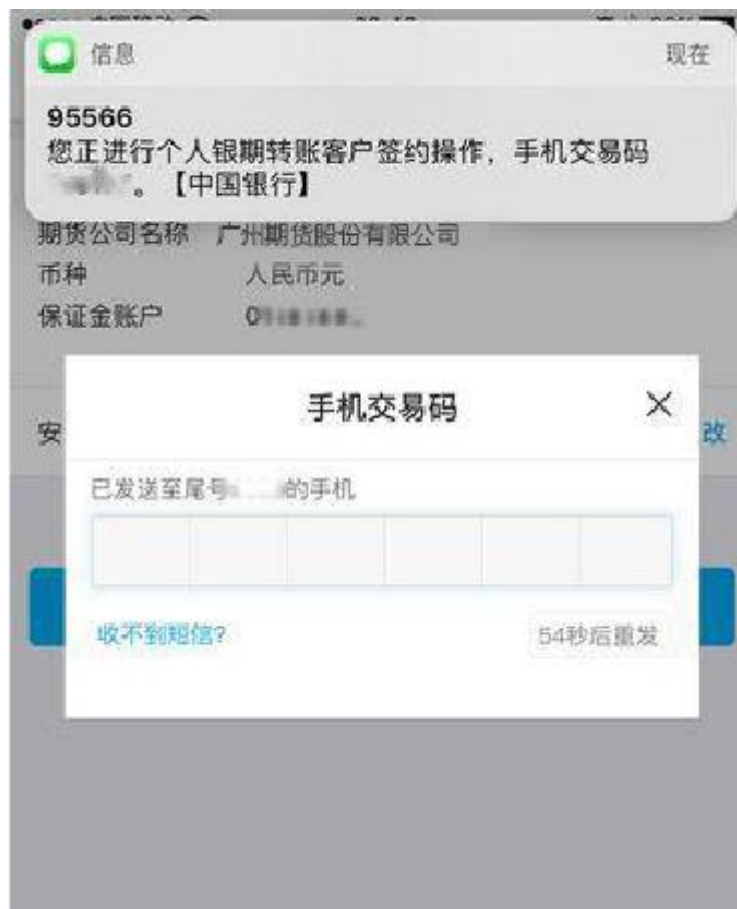 信息 现在
95566
您正进行个人银期转账客户签约操作，手机交易码
。【中国银行】
期货公司名称 广州期货股份有限公司
币种 人民币元
保证金账户
手机交易码
安 改
已发送至尾号 的手机
收不到短信？ 54秒后重发